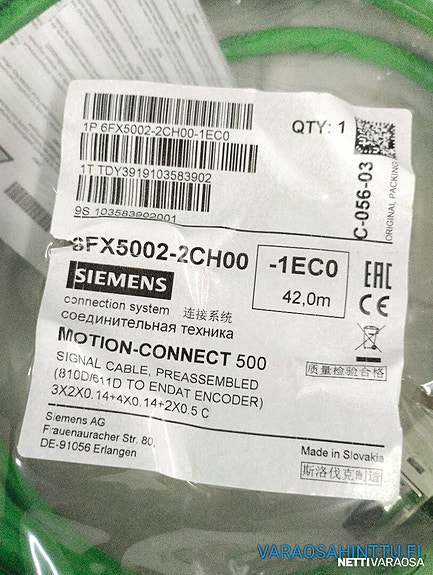 1P 6FX5002-2CH00-1EC0
QTY: 1
1T TDY3919103583902
9S 103583902001
C-056-03
ORIGINAL PACKING
6FX5002-2CH00
-1EC0
42,0m
EAC
CE
SIEMENS
connection system 连接系统
соединительная техника
MOTION-CONNECT 500
SIGNAL CABLE, PREASSEMBLED
(810D/611D TO ENDAT ENCODER)
3X2X0.14+4X0.14+2X0.5 C
质量检验合格
Siemens AG
Frauenauracher Str. 80,
DE-91056 Erlangen
Made in Slovakia
斯洛伐克制造
VARAOSAHINTTU.FI
NETTIVARAOSA